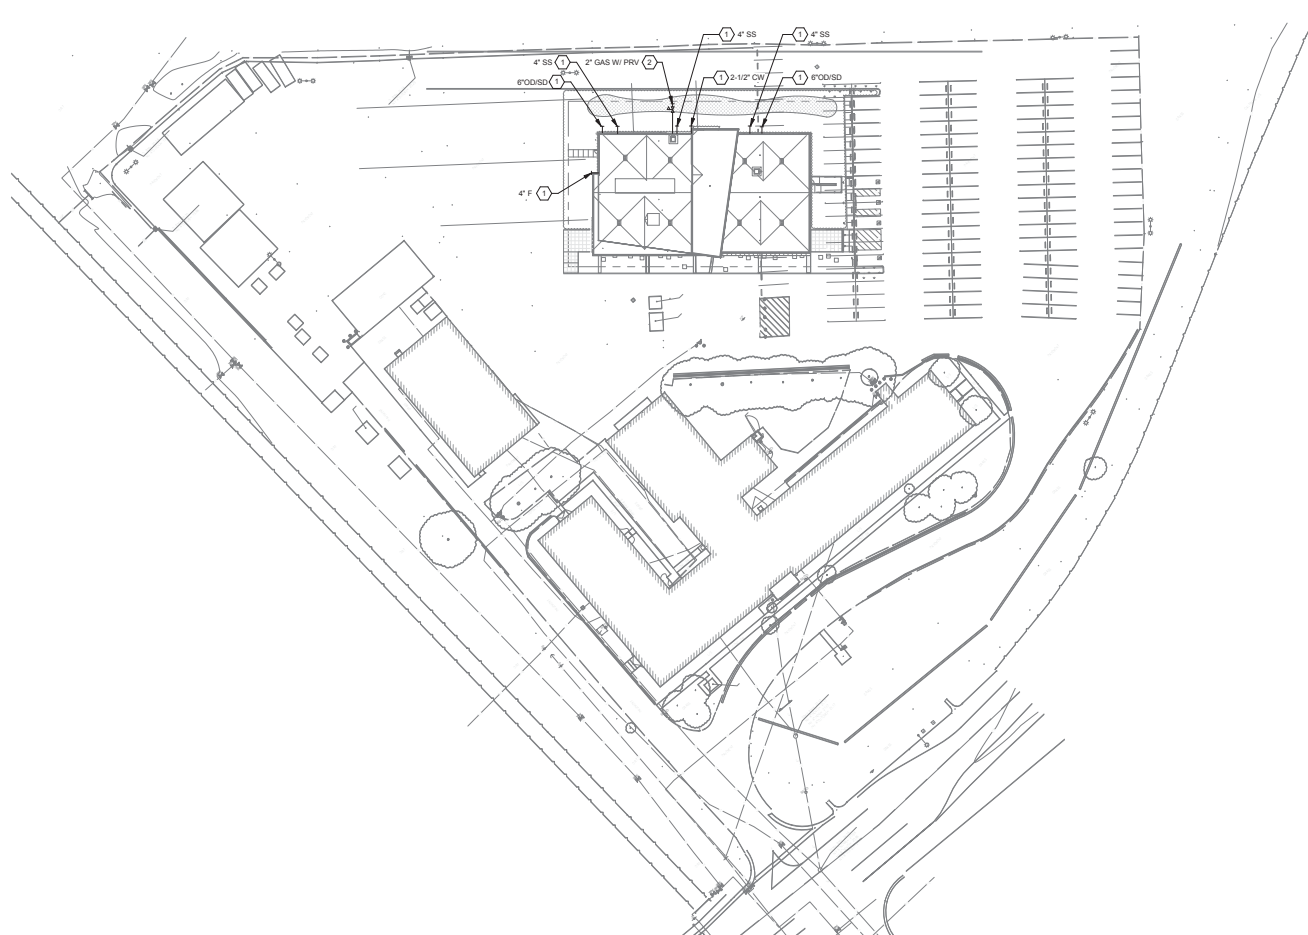 1 4" SS
1 4" SS
4" SS 1
2" GAS W/ PRV 2
6"OD/SD 1
1 2-1/2" CW
1 6"OD/SD
4" F 1